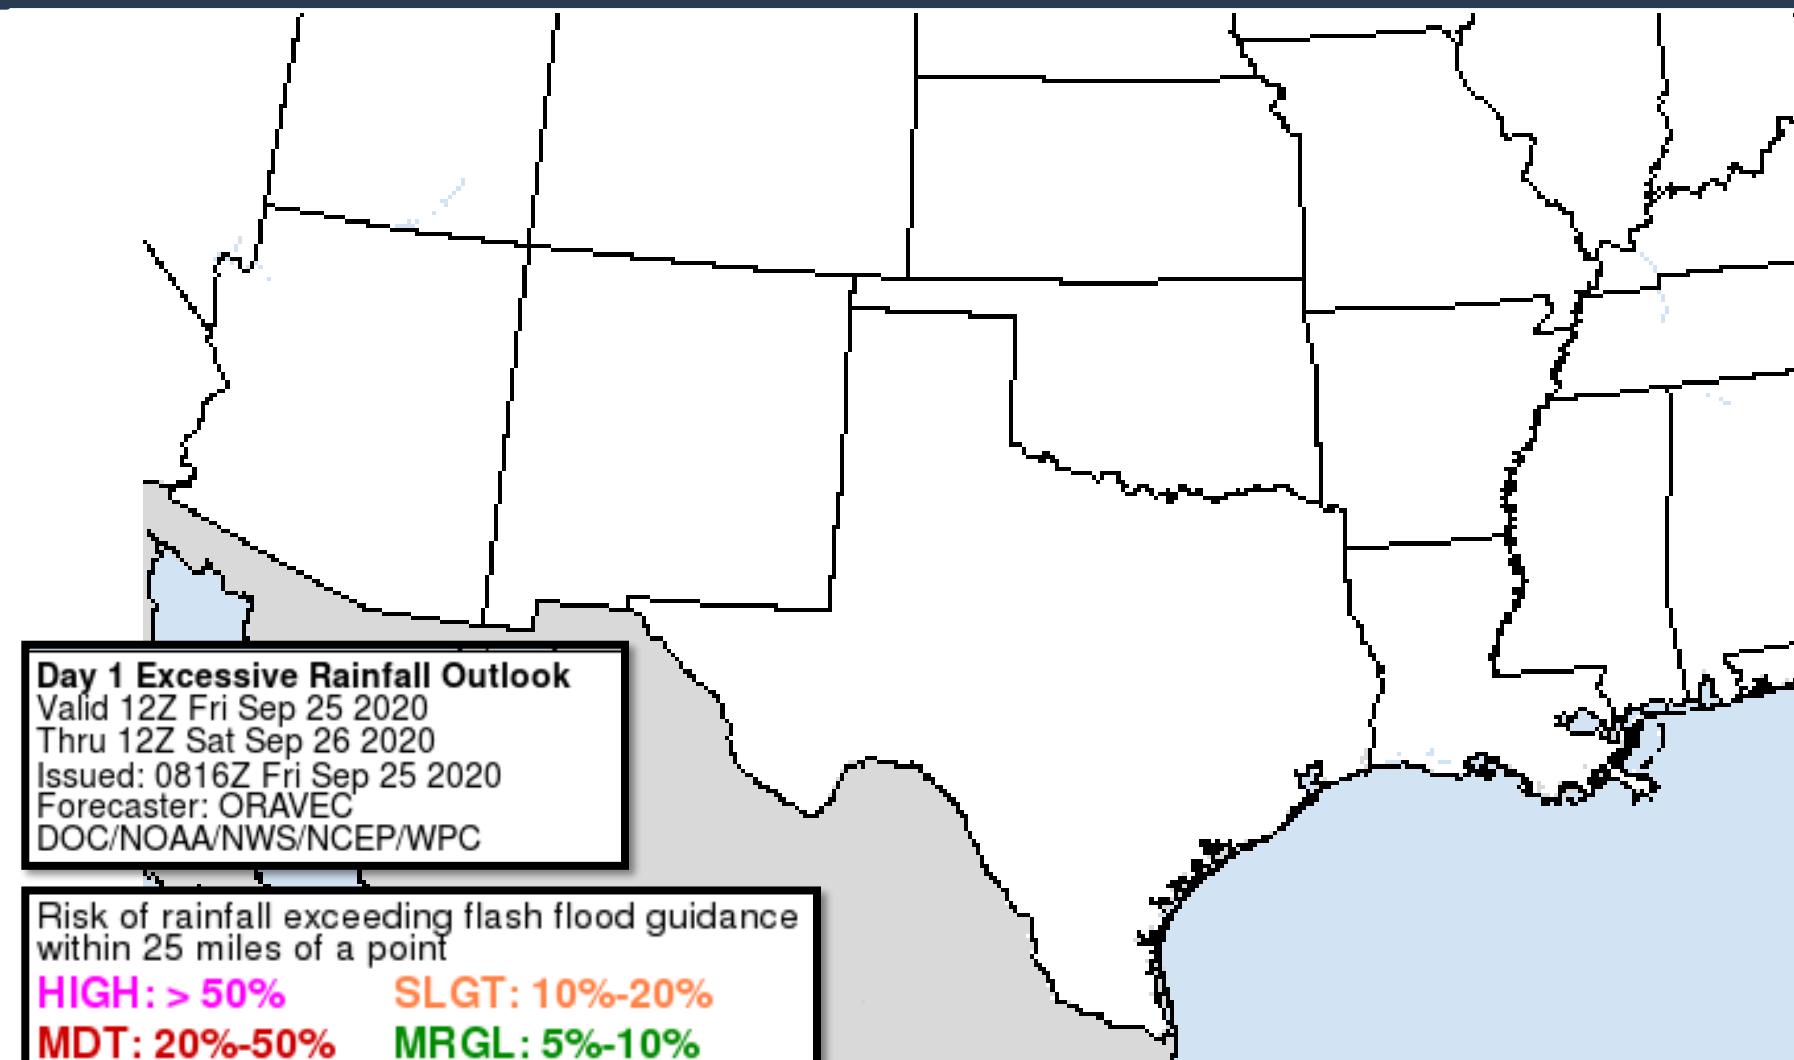 Day 1 Excessive Rainfall Outlook
Valid 12Z Fri Sep 25 2020
Thru 12Z Sat Sep 26 2020
Issued: 0816Z Fri Sep 25 2020
Forecaster: ORAVEC
DOC/NOAA/NWS/NCEP/WPC
Risk of rainfall exceeding flash flood guidance
within 25 miles of a point
HIGH: > 50% SLGT: 10%-20%
MDT: 20%-50% MRGL: 5%-10%